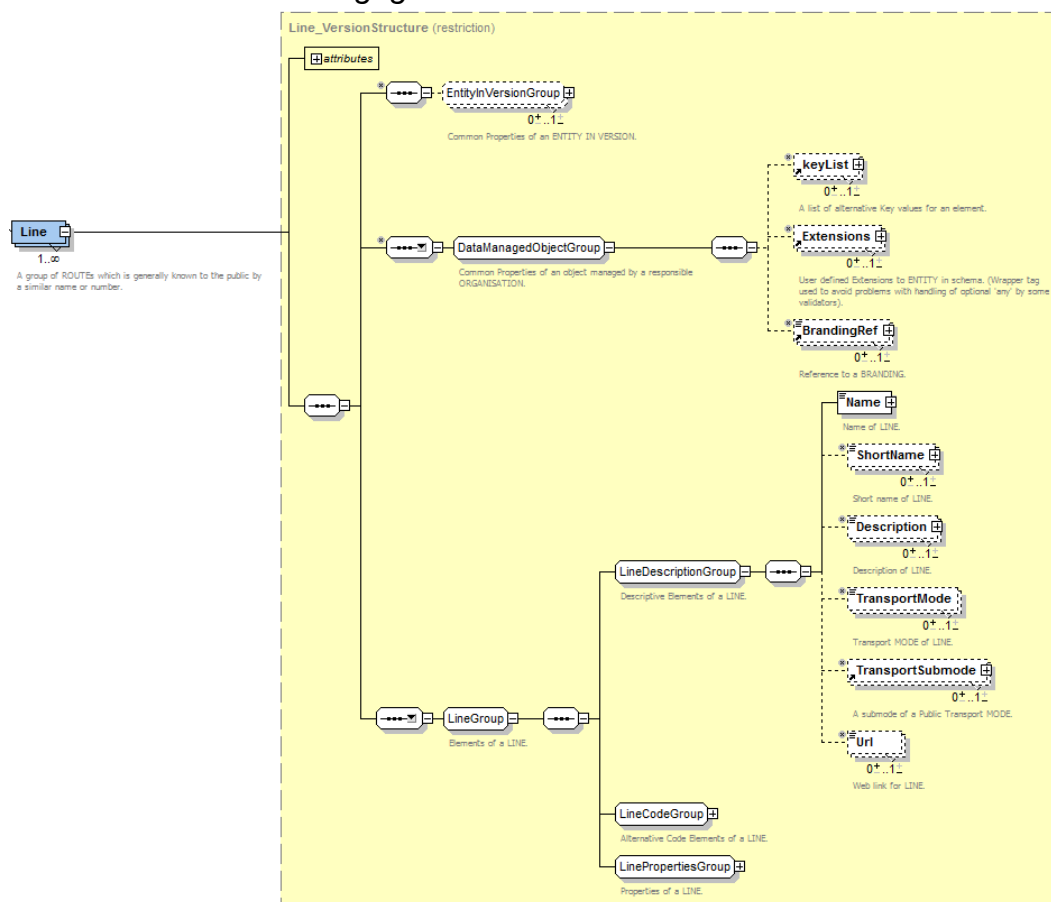 Line_VersionStructure (restriction)
attributes
EntityInVersionGroup
0..1
Common Properties of an ENTITY IN VERSION.
keyList
0..1
A list of alternative Key values for an element.
Line
1..∞
A group of ROUTEs which is generally known to the public by
a similar name or number.
DataManagedObjectGroup
Common Properties of an object managed by a responsible
ORGANISATION.
Extensions
0..1
User defined Extensions to ENTITY in schema. (Wrapper tag
used to avoid problems with handling of optional 'any' by some
validators).
BrandingRef
0..1
Reference to a BRANDING.
Name
Name of LINE.
ShortName
0..1
Short name of LINE.
Description
0..1
Description of LINE.
LineDescriptionGroup
Descriptive Elements of a LINE.
TransportMode
0..1
Transport MODE of LINE.
TransportSubmode
0..1
A submode of a Public Transport MODE.
LineGroup
Elements of a LINE.
Url
0..1
Web link for LINE.
LineCodeGroup
Alternative Code Elements of a LINE.
LinePropertiesGroup
Properties of a LINE.